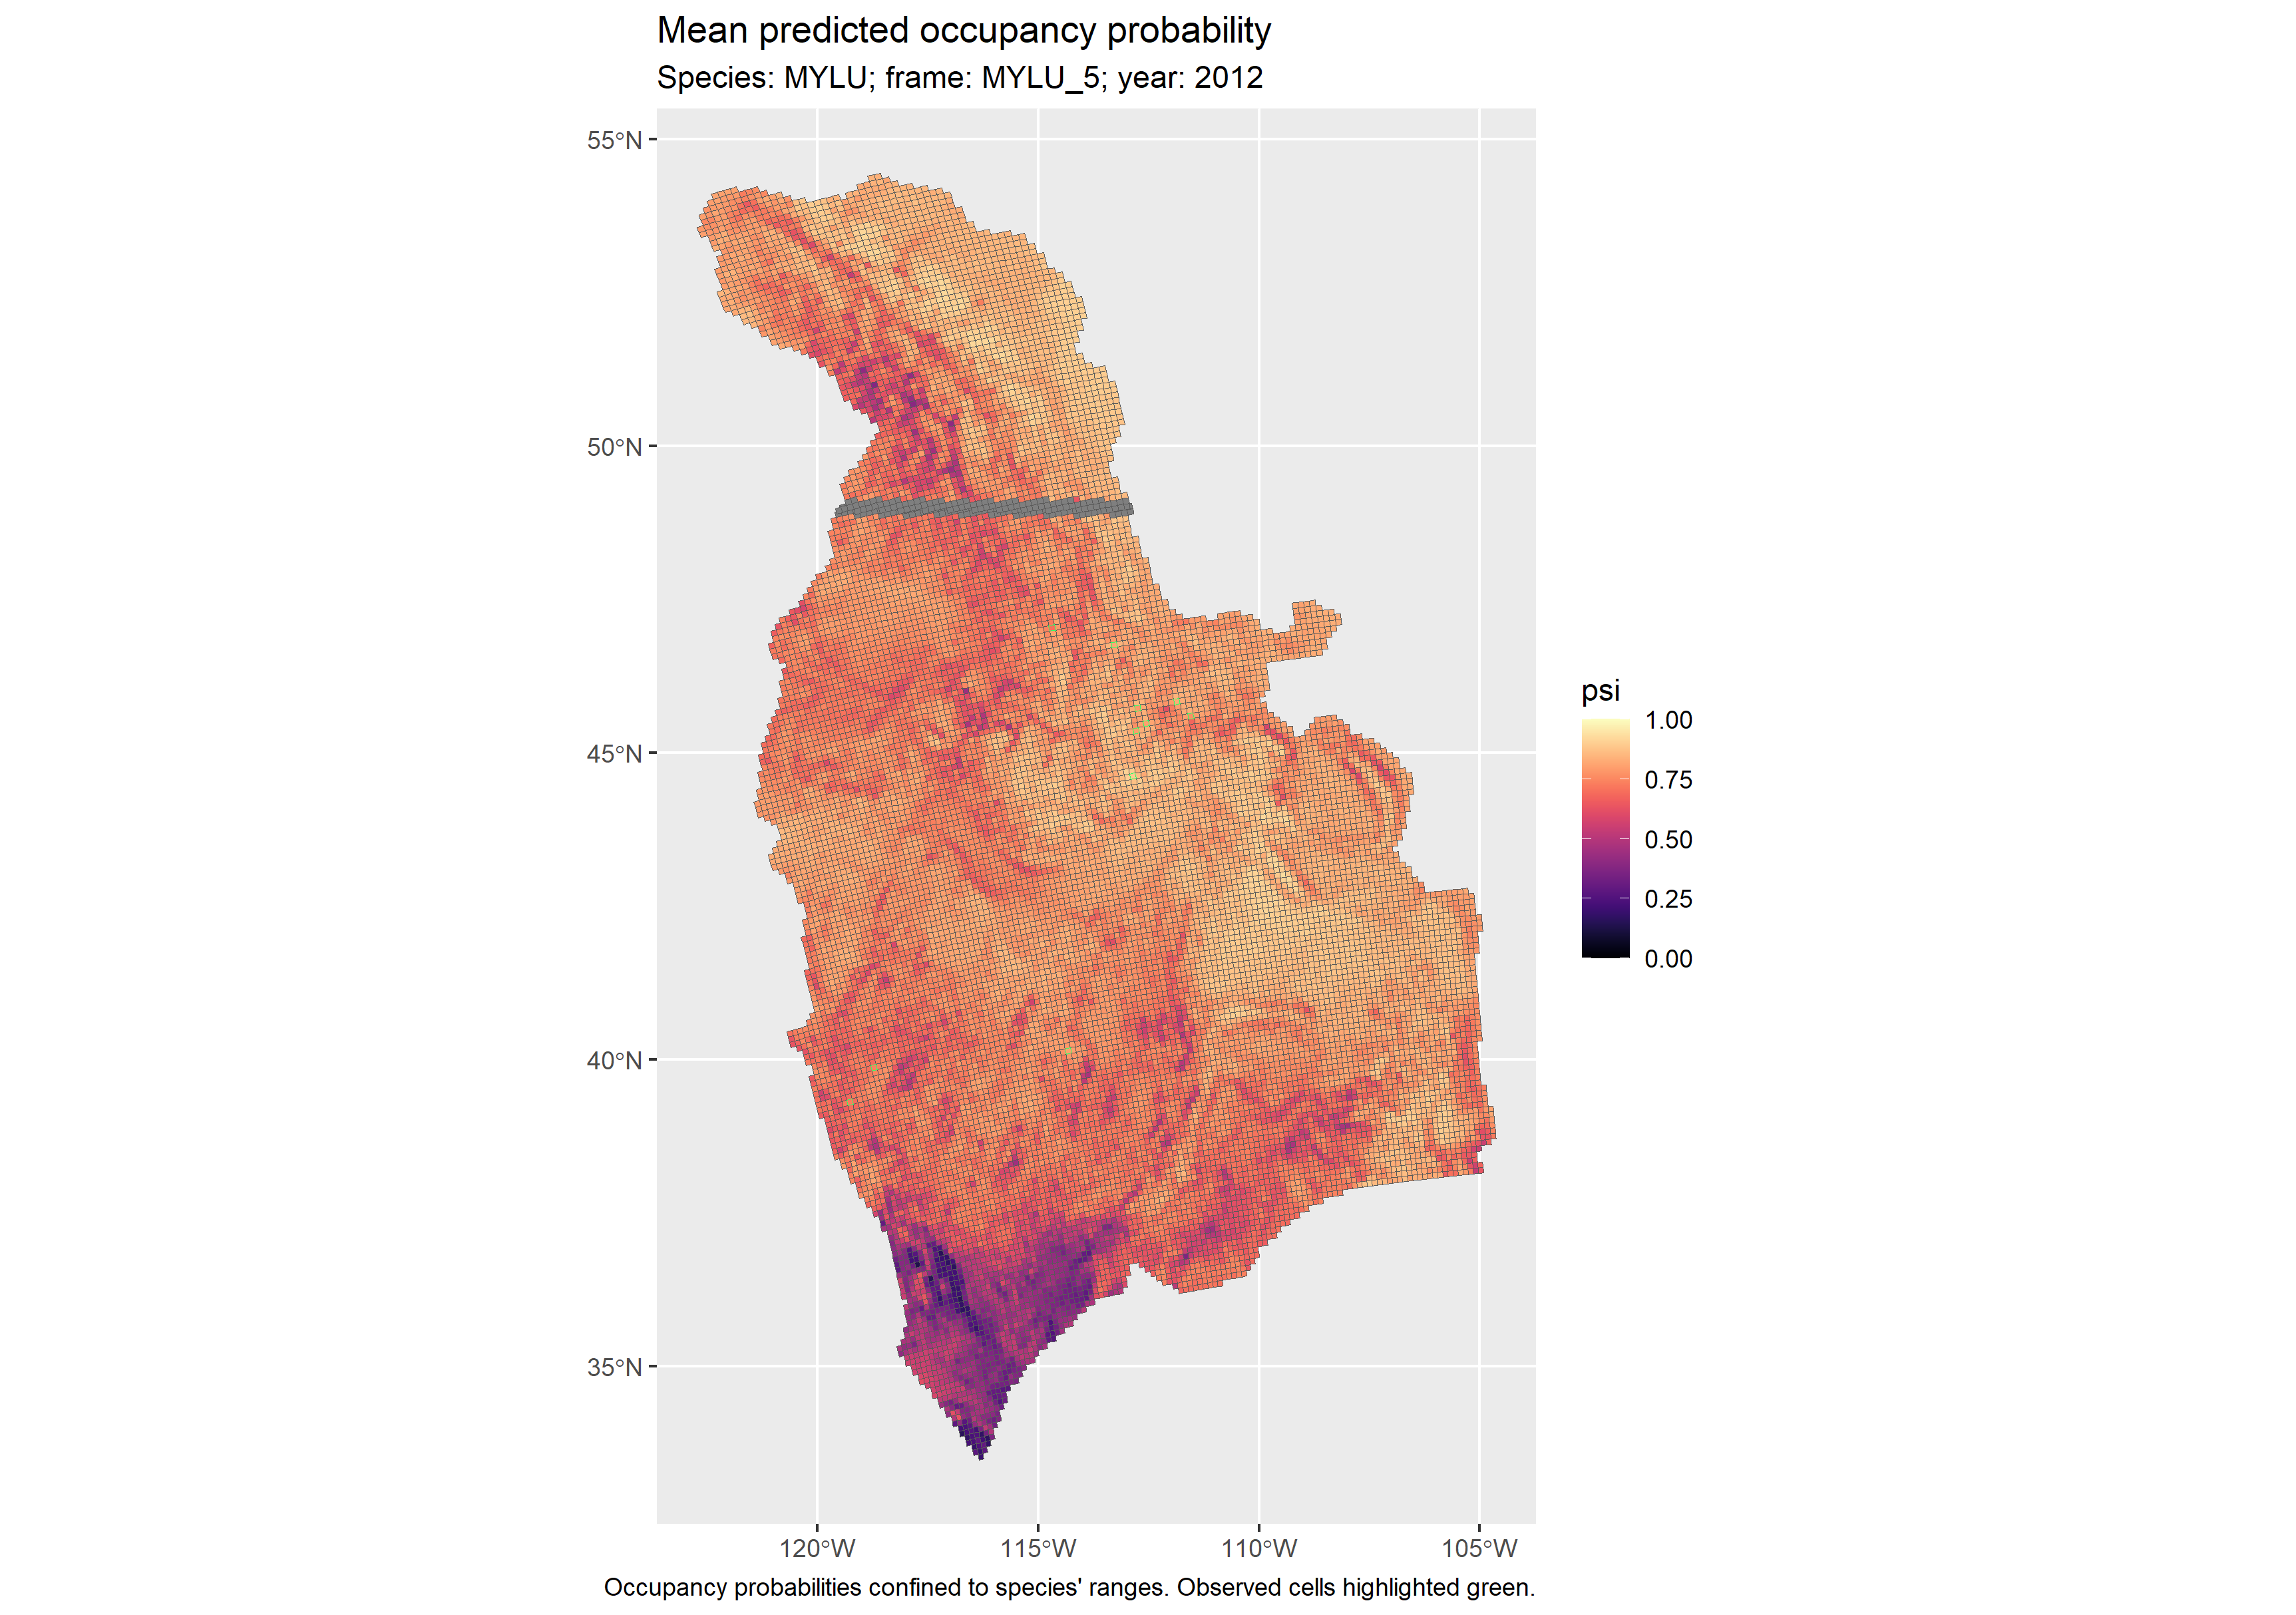 Mean predicted occupancy probability
Species: MYLU; frame: MYLU_5; year: 2012
55°N
50°N
45°N
40°N
35°N
120°W
115°W
110°W
105°W
psi
1.00
0.75
0.50
0.25
0.00
Occupancy probabilities confined to species' ranges. Observed cells highlighted green.